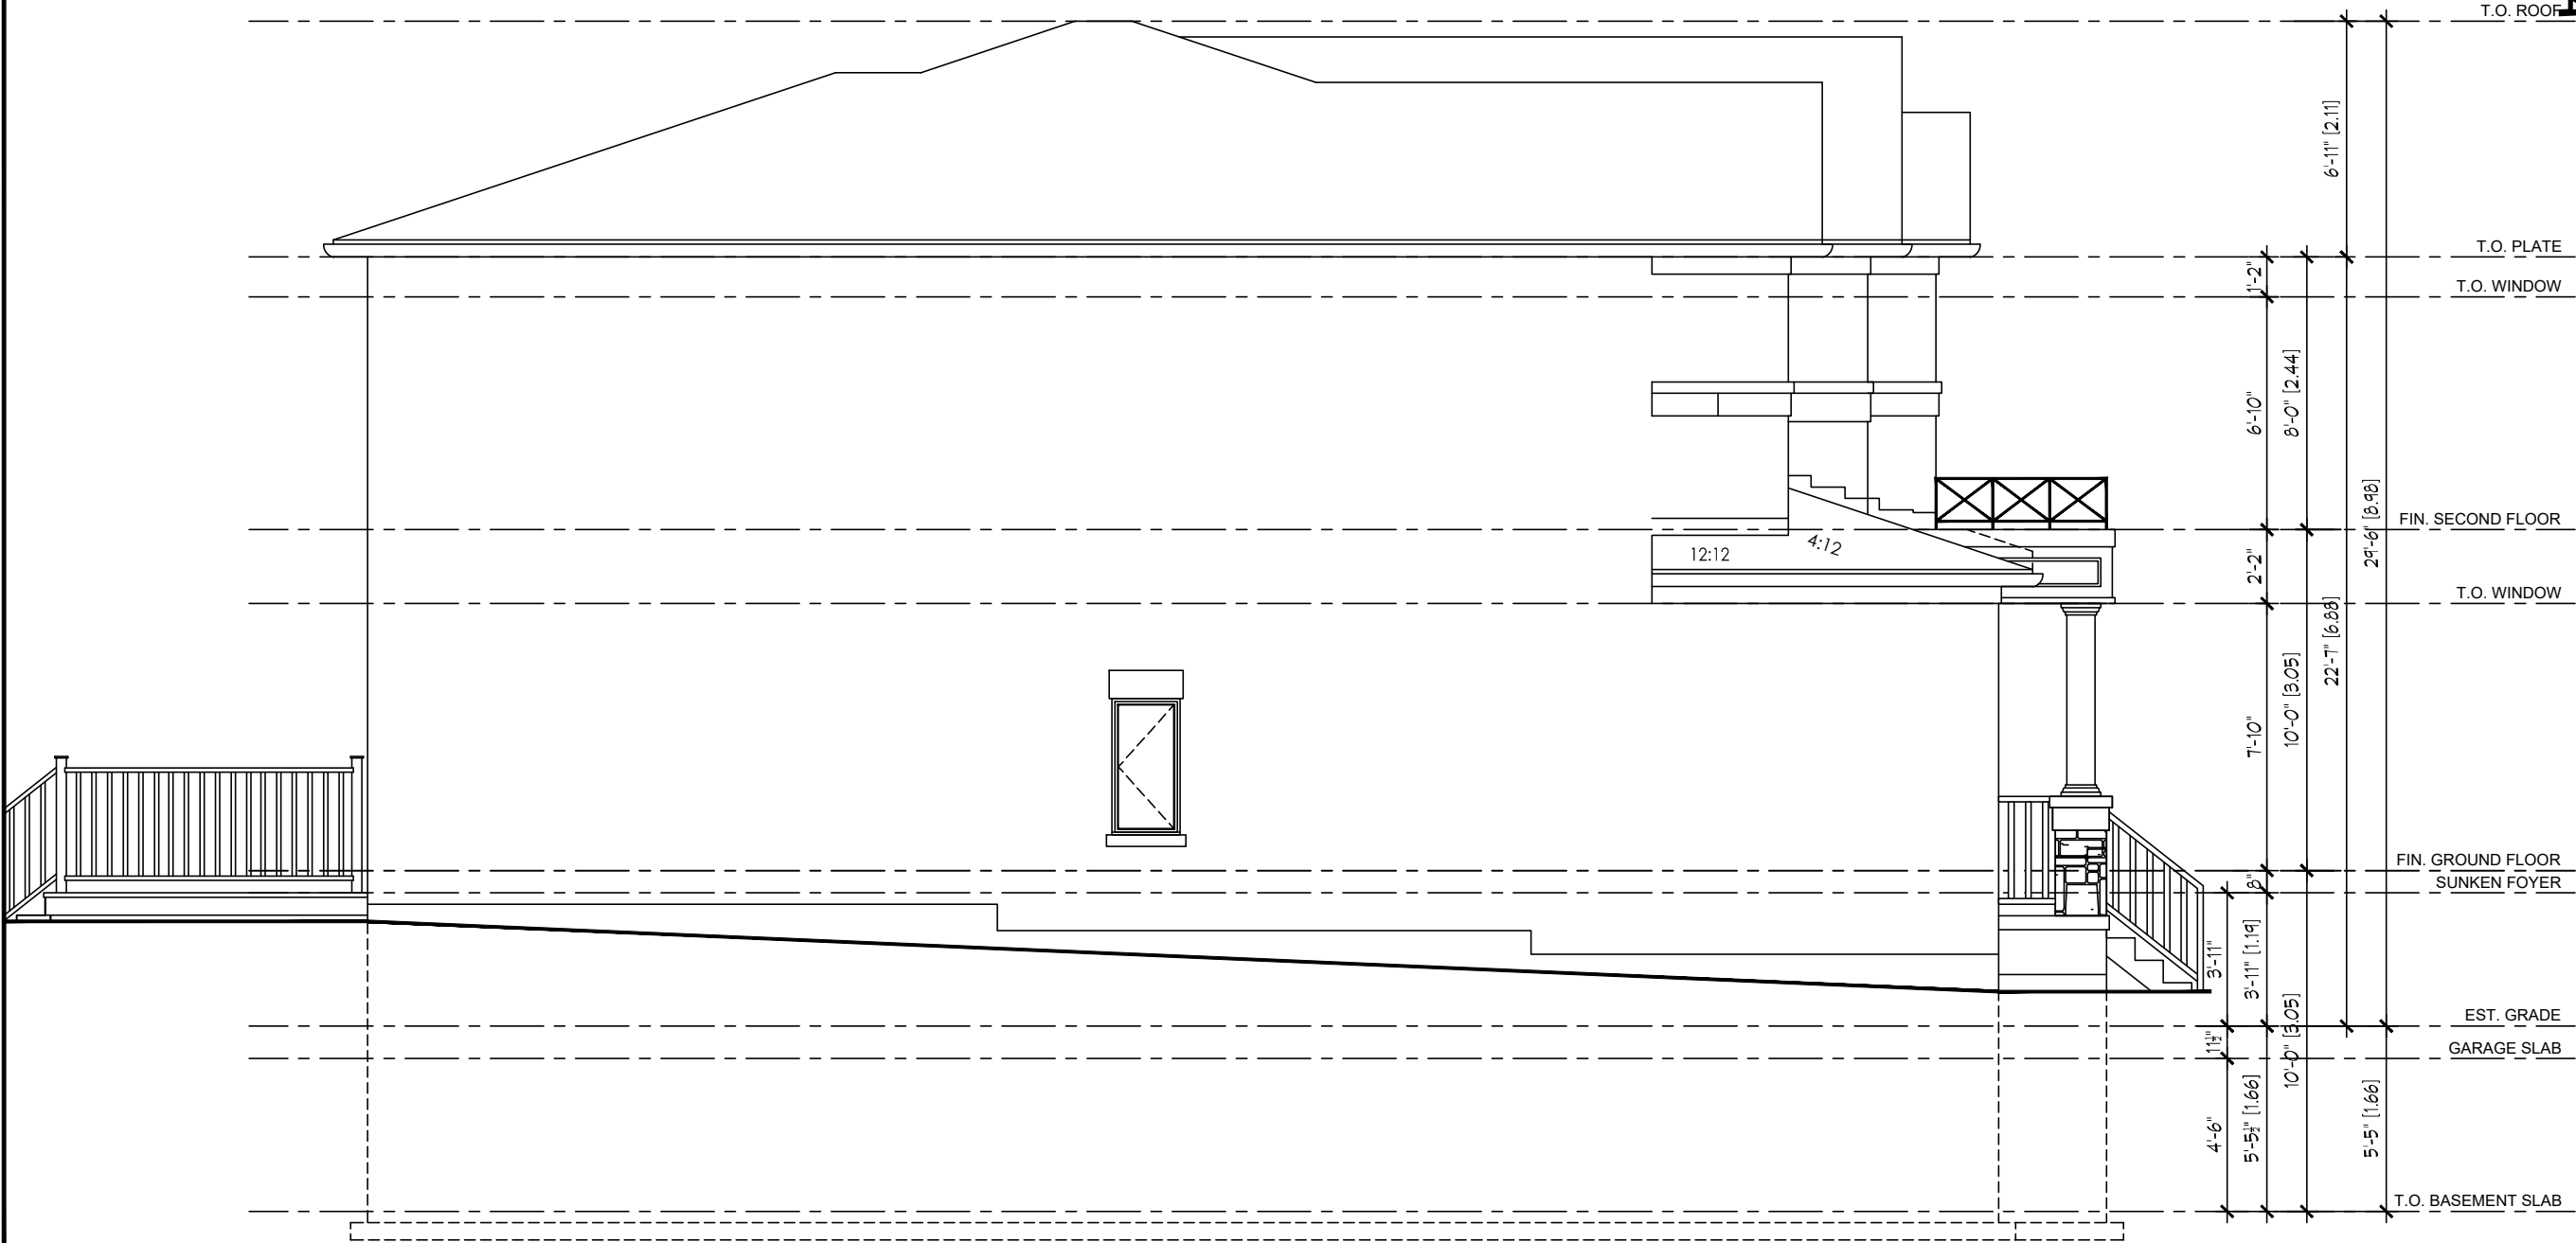 T.O. ROOF
6'-11" [2.11]
T.O. PLATE
1'-2"
T.O. WINDOW
6'-10"
8'-0" [2.44]
29'-6" [8.98]
FIN. SECOND FLOOR
12:12
4:12
2'-2"
T.O. WINDOW
22'-7" [6.88]
7'-10"
10'-0" [3.05]
FIN. GROUND FLOOR
8"
SUNKEN FOYER
3'-11"
3'-11" [1.19]
10'-0" [3.05]
EST. GRADE
11½"
GARAGE SLAB
4'-6"
5'-5½" [1.66]
5'-5" [1.66]
T.O. BASEMENT SLAB